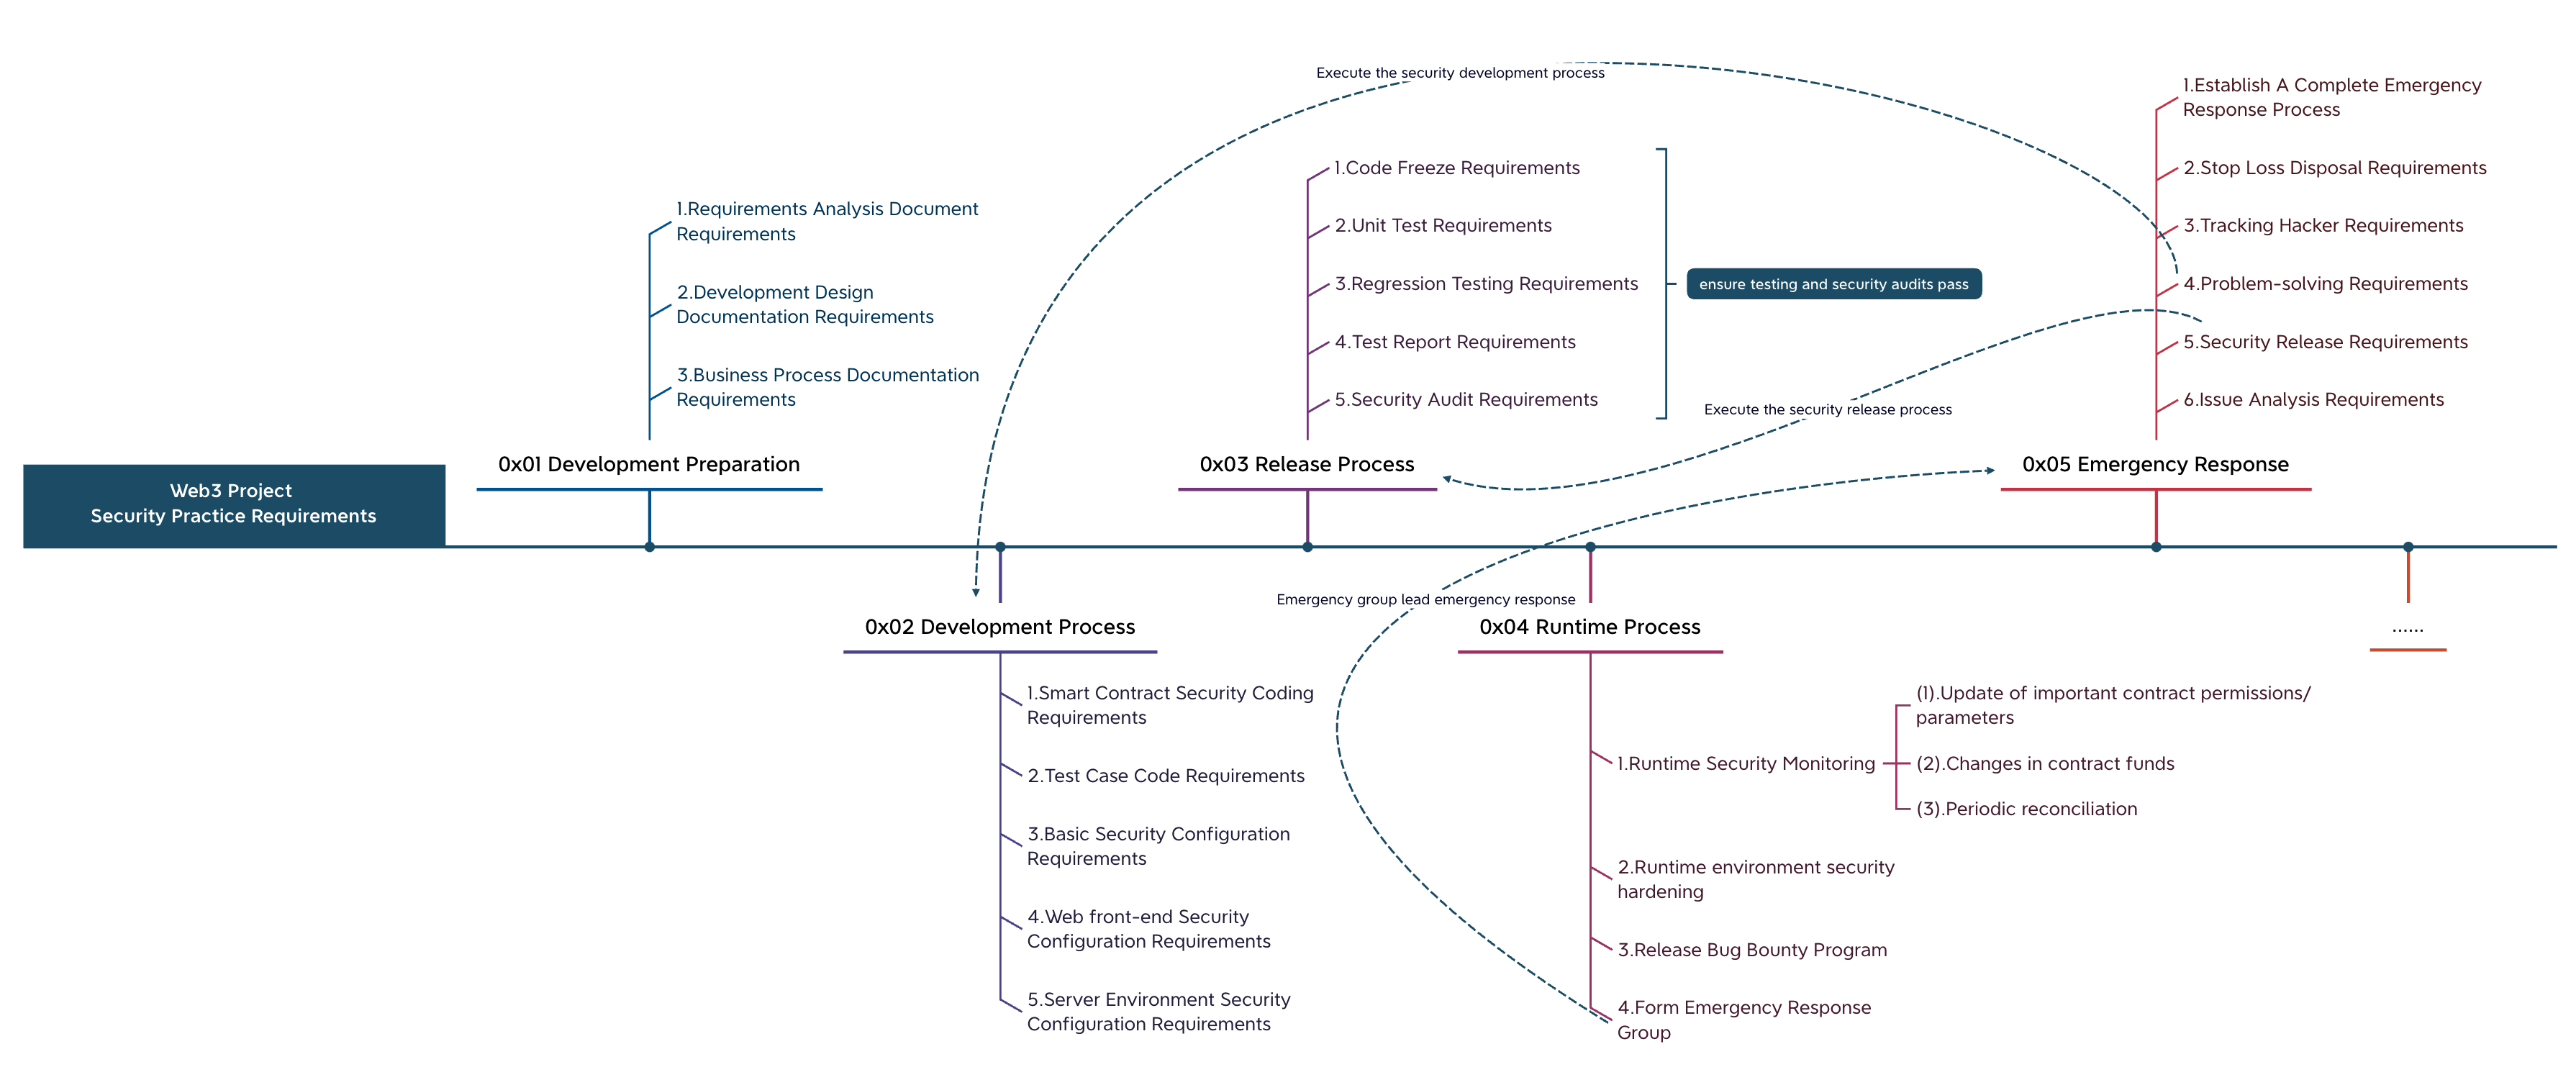 Web3 Project
Security Practice Requirements
1.Requirements Analysis Document
Requirements
2.Development Design
Documentation Requirements
3.Business Process Documentation
Requirements
0x01 Development Preparation
0x02 Development Process
1.Smart Contract Security Coding
Requirements
2.Test Case Code Requirements
3.Basic Security Configuration
Requirements
4.Web front-end Security
Configuration Requirements
5.Server Environment Security
Configuration Requirements
Execute the security development process
1.Code Freeze Requirements
2.Unit Test Requirements
3.Regression Testing Requirements
4.Test Report Requirements
5.Security Audit Requirements
ensure testing and security audits pass
0x03 Release Process
Execute the security release process
Emergency group lead emergency response
0x04 Runtime Process
1.Runtime Security Monitoring
(1).Update of important contract permissions/
parameters
(2).Changes in contract funds
(3).Periodic reconciliation
2.Runtime environment security
hardening
3.Release Bug Bounty Program
4.Form Emergency Response
Group
1.Establish A Complete Emergency
Response Process
2.Stop Loss Disposal Requirements
3.Tracking Hacker Requirements
4.Problem-solving Requirements
5.Security Release Requirements
6.Issue Analysis Requirements
0x05 Emergency Response
......